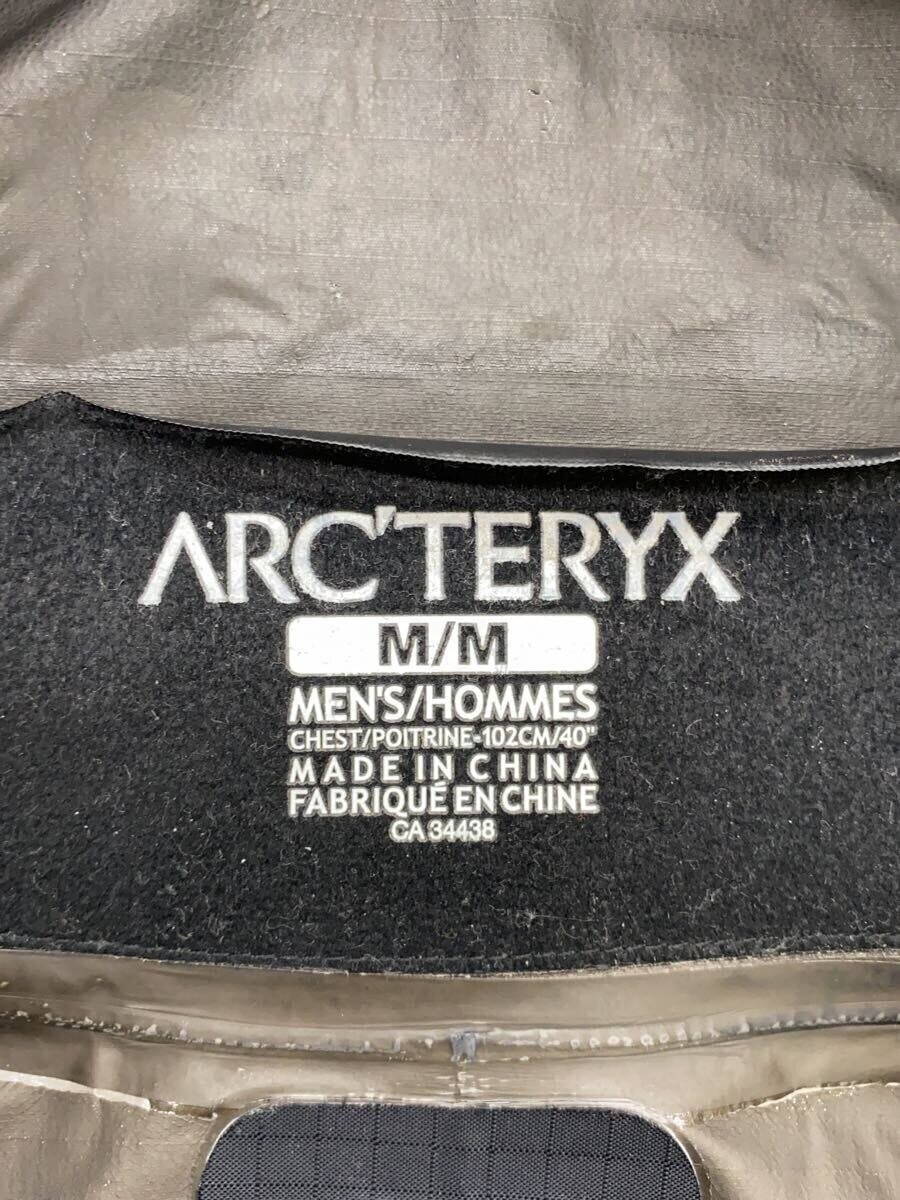 ARC'TERYX
M/M
MEN'S/HOMMES
CHEST/POITRINE-102CM/40"
MADE IN CHINA
FABRIQUÉ EN CHINE
CA 34438